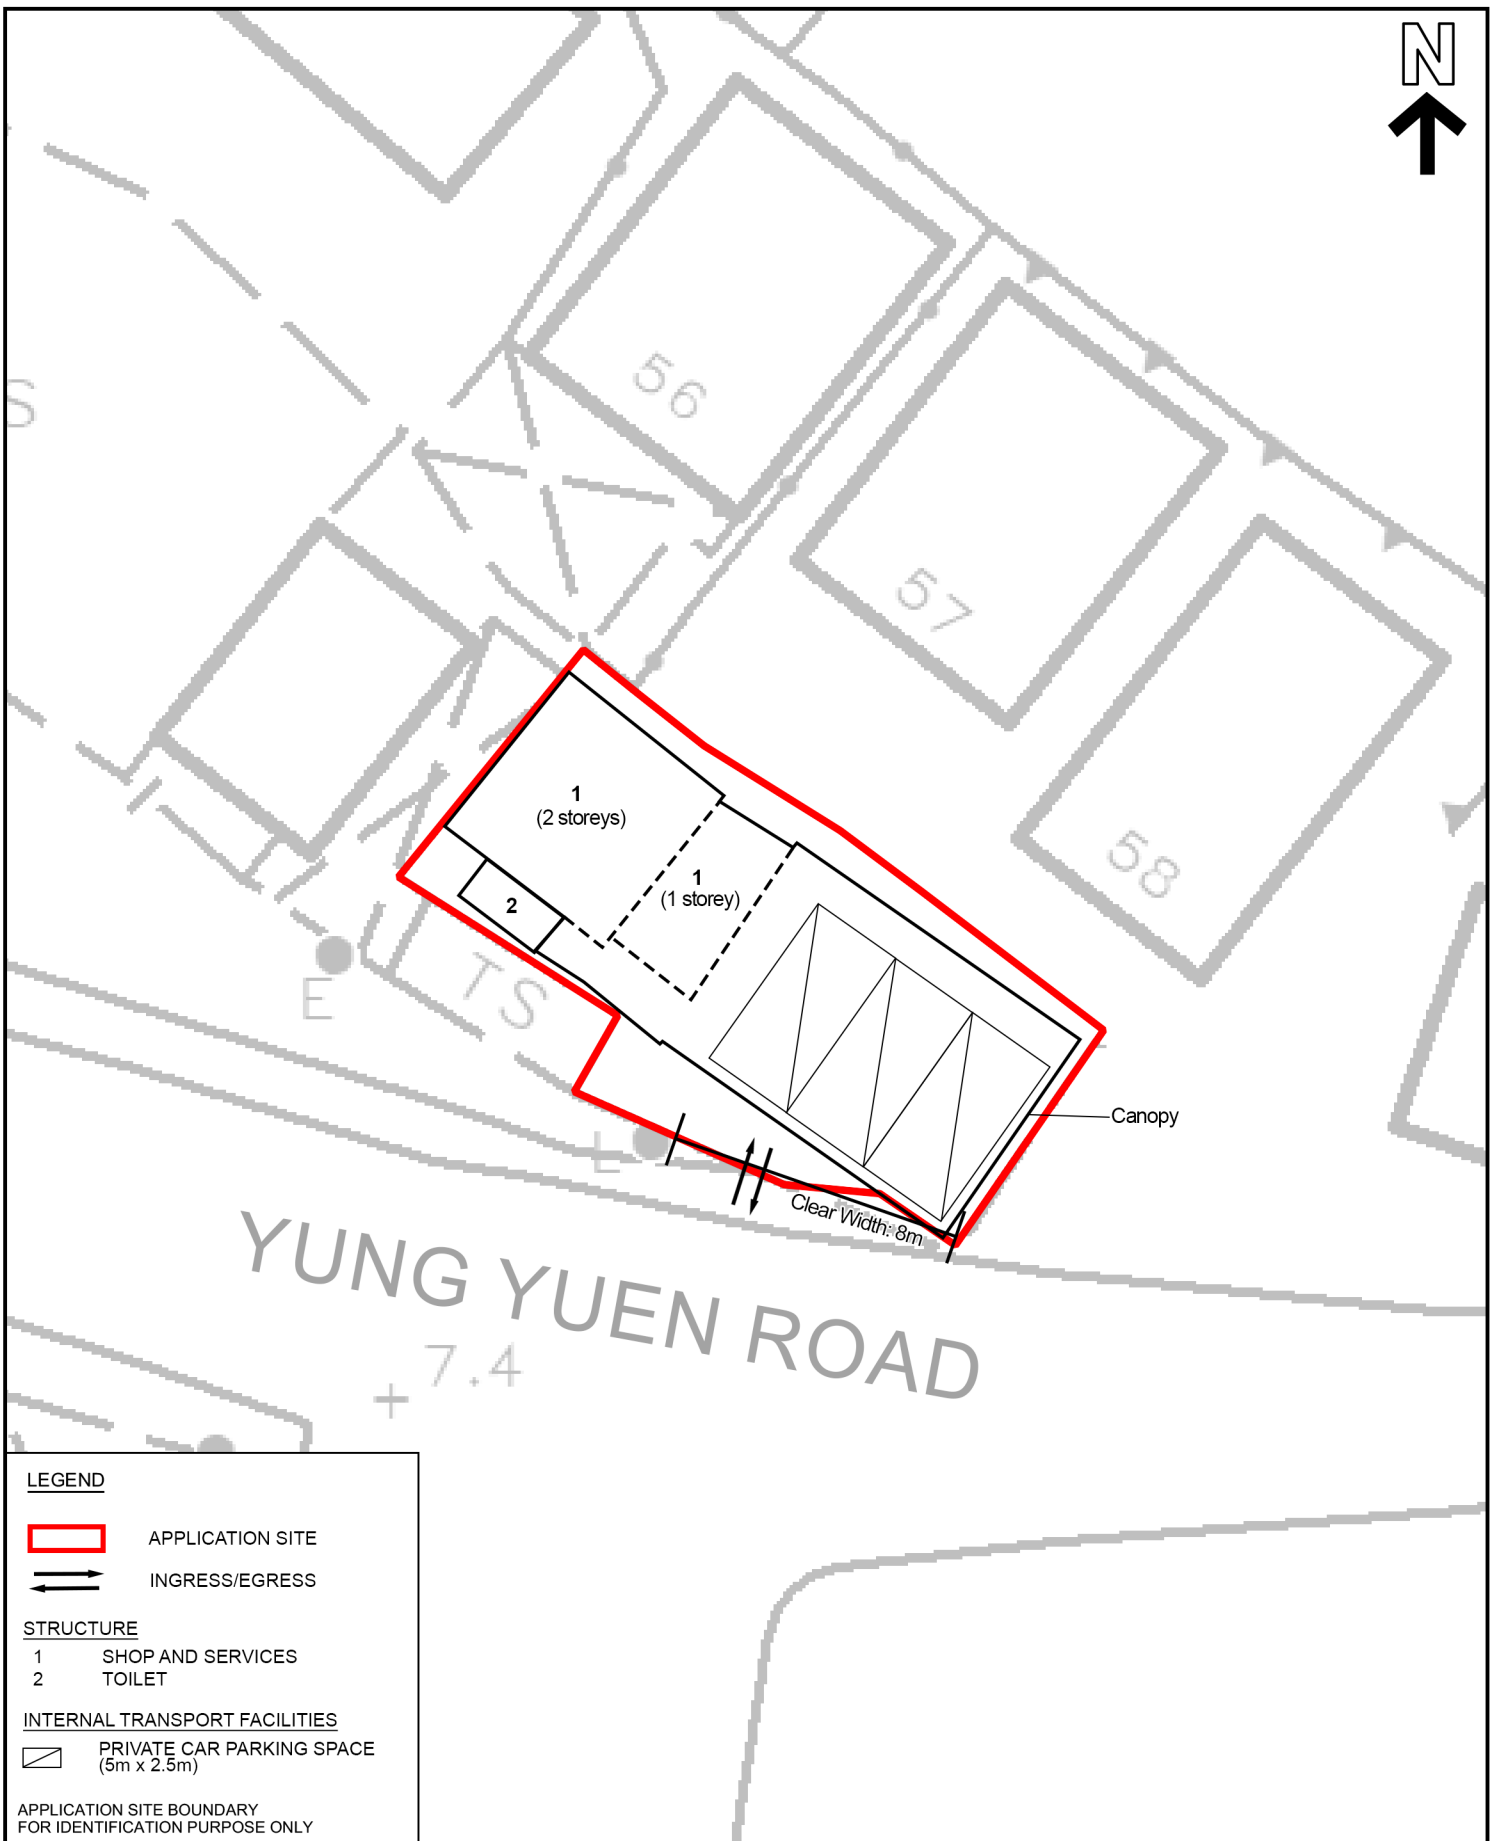 N
S
56
57
58
1
(2 storeys)
1
(1 storey)
2
E
TS
Canopy
L
Clear Width: 8m
YUNG YUEN ROAD
7.4
LEGEND
APPLICATION SITE
INGRESS/EGRESS
STRUCTURE
1 SHOP AND SERVICES
2 TOILET
INTERNAL TRANSPORT FACILITIES
PRIVATE CAR PARKING SPACE
(5m x 2.5m)
APPLICATION SITE BOUNDARY
FOR IDENTIFICATION PURPOSE ONLY